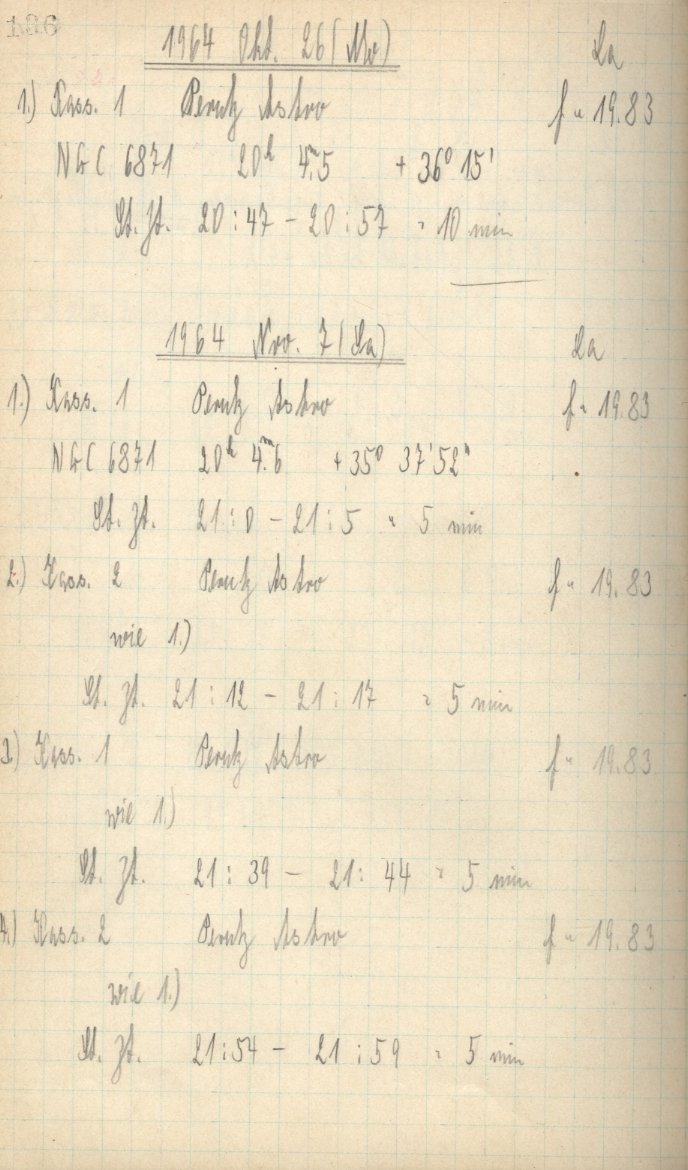 136
1964 Okt. 26 (Mo) La
1.) Kass. 1 Perutz Astro f = 19.83
NGC 6871 20h 4m.5 + 36° 15'
St. Zt. 20 : 47 - 20 : 57 = 10 min
1964 Nov. 7 (Sa) La
1.) Kass. 1 Perutz Astro f = 19.83
NGC 6871 20h 4m.6 + 35° 37' 52"
St. Zt. 21 : 0 - 21 : 5 = 5 min
2.) Kass. 2 Perutz Astro f = 19.83
wie 1.)
St. Zt. 21 : 12 - 21 : 17 = 5 min
3.) Kass. 1 Perutz Astro f = 19.83
wie 1.)
St. Zt. 21 : 39 - 21 : 44 = 5 min
4.) Kass. 2 Perutz Astro f = 19.83
wie 1.)
St. Zt. 21 : 54 - 21 : 59 = 5 min